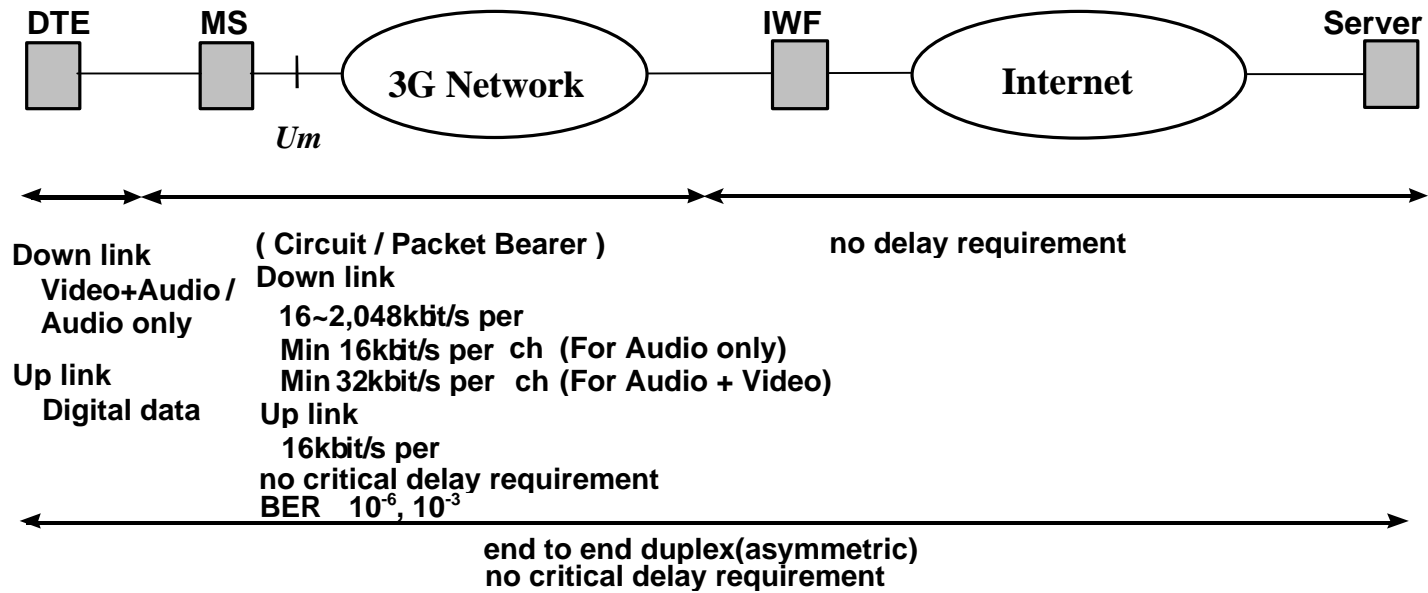 DTE MS IWF Server
3G Network Internet
Um
Down link
Video+Audio /
Audio only
Up link
Digital data
( Circuit / Packet Bearer )
Down link
16~2,048kbit/s per
Min 16kbit/s per ch (For Audio only)
Min 32kbit/s per ch (For Audio + Video)
Up link
16kbit/s per
no critical delay requirement
BER 10⁻⁶, 10⁻³
no delay requirement
end to end duplex(asymmetric)
no critical delay requirement